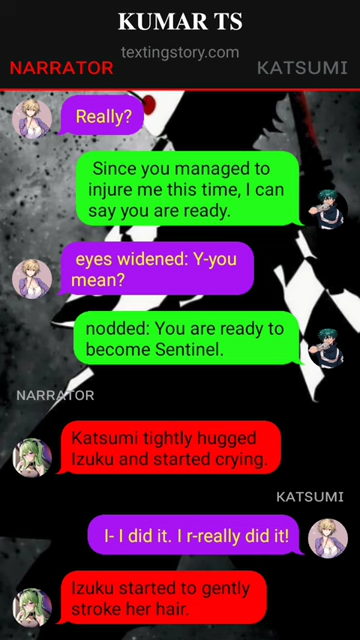 KUMAR TS
textingstory.com
NARRATOR KATSUMI
Really?
Since you managed to
injure me this time, I can
say you are ready.
eyes widened: Y-you
mean?
nodded: You are ready to
become Sentinel.
NARRATOR
Katsumi tightly hugged
Izuku and started crying.
KATSUMI
I- I did it. I r-really did it!
Izuku started to gently
stroke her hair.